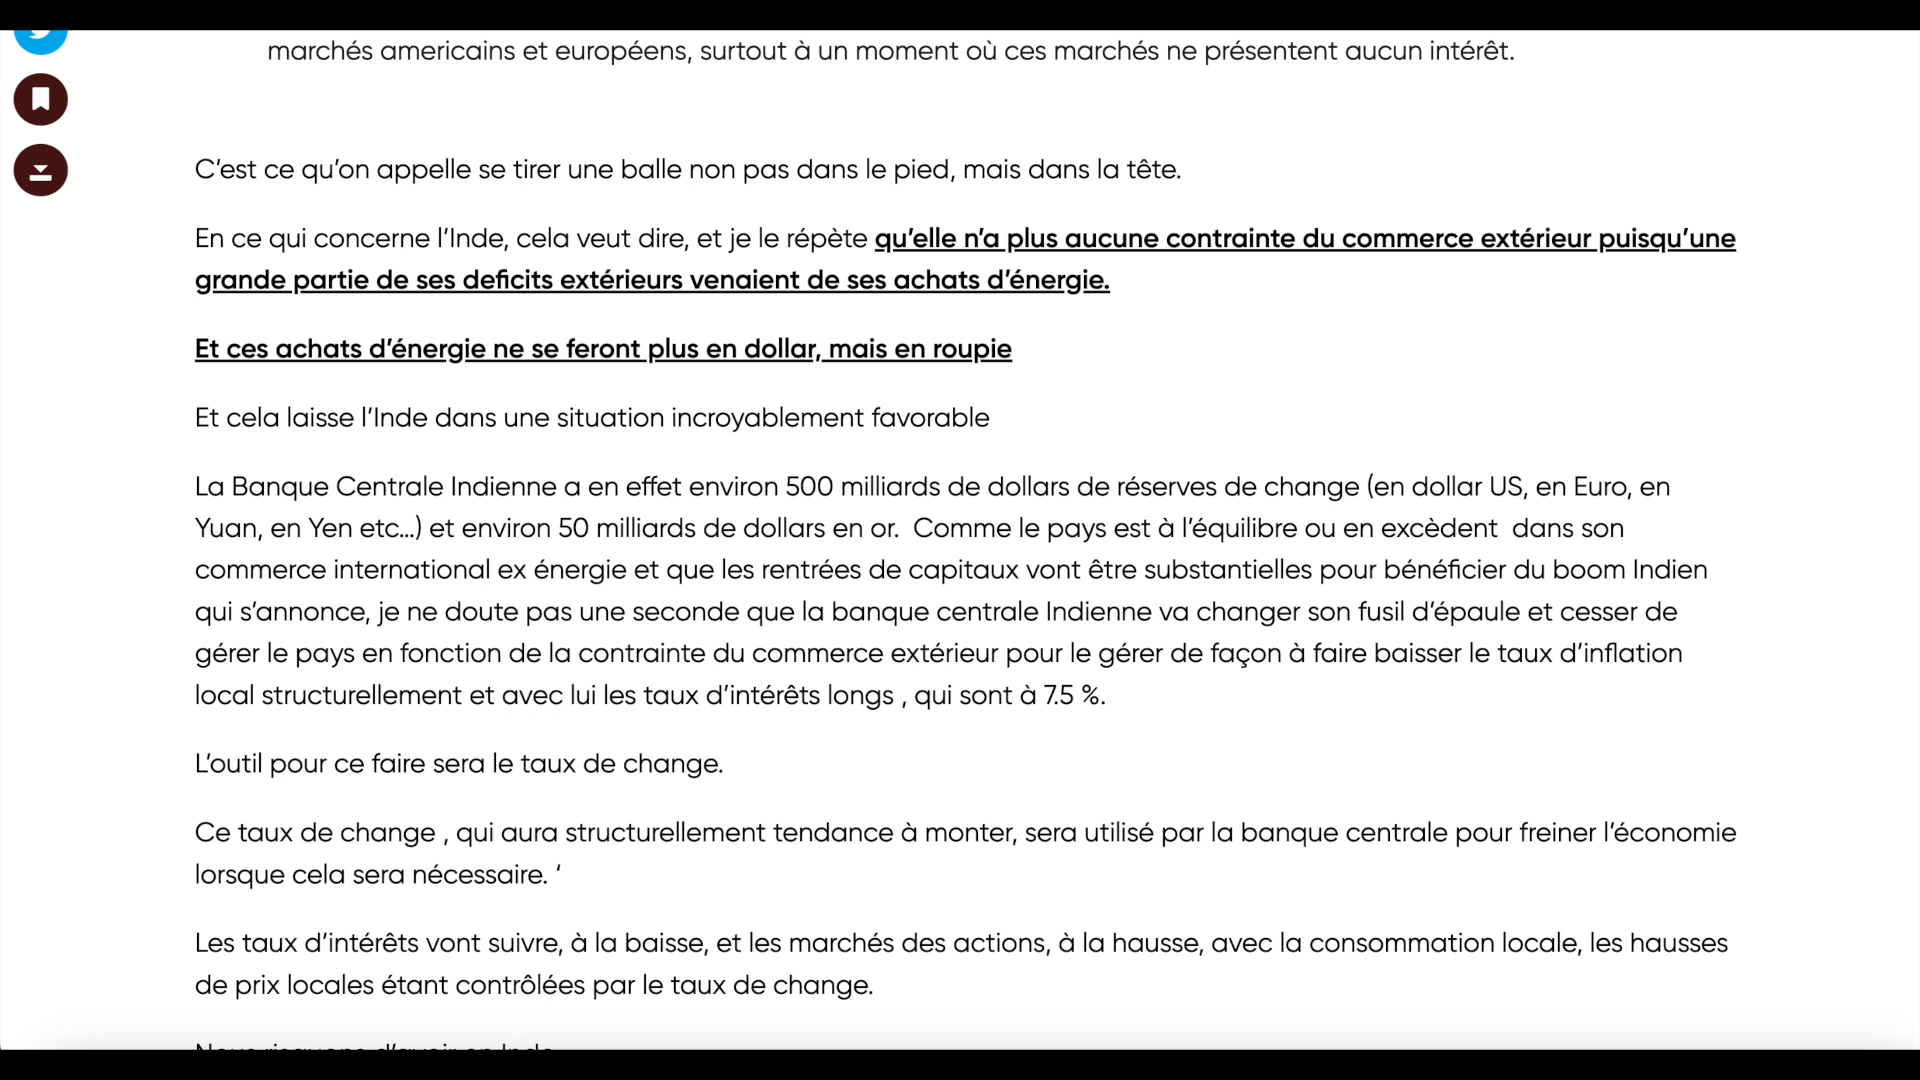 marchés americains et européens, surtout à un moment où ces marchés ne présentent aucun intérêt.
C’est ce qu’on appelle se tirer une balle non pas dans le pied, mais dans la tête.
En ce qui concerne l’Inde, cela veut dire, et je le répète qu’elle n’a plus aucune contrainte du commerce extérieur puisqu’une
grande partie de ses deficits extérieurs venaient de ses achats d’énergie.
Et ces achats d’énergie ne se feront plus en dollar, mais en roupie
Et cela laisse l’Inde dans une situation incroyablement favorable
La Banque Centrale Indienne a en effet environ 500 milliards de dollars de réserves de change (en dollar US, en Euro, en
Yuan, en Yen etc…) et environ 50 milliards de dollars en or.  Comme le pays est à l’équilibre ou en excèdent  dans son
commerce international ex énergie et que les rentrées de capitaux vont être substantielles pour bénéficier du boom Indien
qui s’annonce, je ne doute pas une seconde que la banque centrale Indienne va changer son fusil d’épaule et cesser de
gérer le pays en fonction de la contrainte du commerce extérieur pour le gérer de façon à faire baisser le taux d’inflation
local structurellement et avec lui les taux d’intérêts longs , qui sont à 7.5 %.
L’outil pour ce faire sera le taux de change.
Ce taux de change , qui aura structurellement tendance à monter, sera utilisé par la banque centrale pour freiner l’économie
lorsque cela sera nécessaire. ‘
Les taux d’intérêts vont suivre, à la baisse, et les marchés des actions, à la hausse, avec la consommation locale, les hausses
de prix locales étant contrôlées par le taux de change.